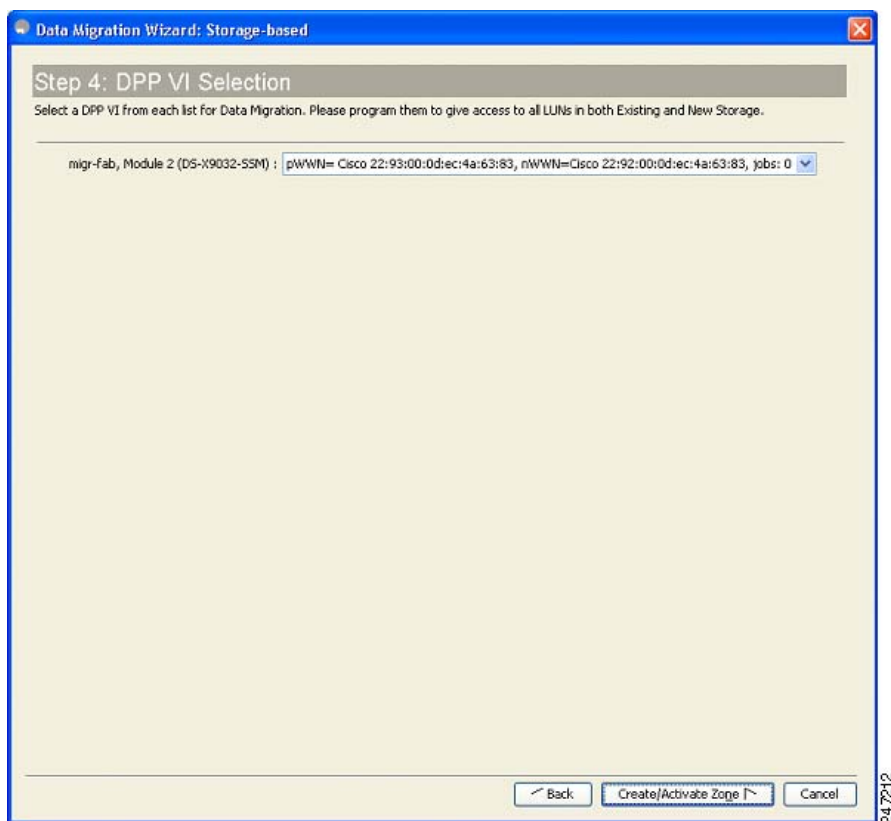 Data Migration Wizard: Storage-based
Step 4: DPP VI Selection
Select a DPP VI from each list for Data Migration. Please program them to give access to all LUNs in both Existing and New Storage.
migr-fab, Module 2 (DS-X9032-SSM) : pWWN= Cisco 22:93:00:0d:ec:4a:63:83, nWWN=Cisco 22:92:00:0d:ec:4a:63:83, jobs: 0
Back Create/Activate Zone Cancel
247212